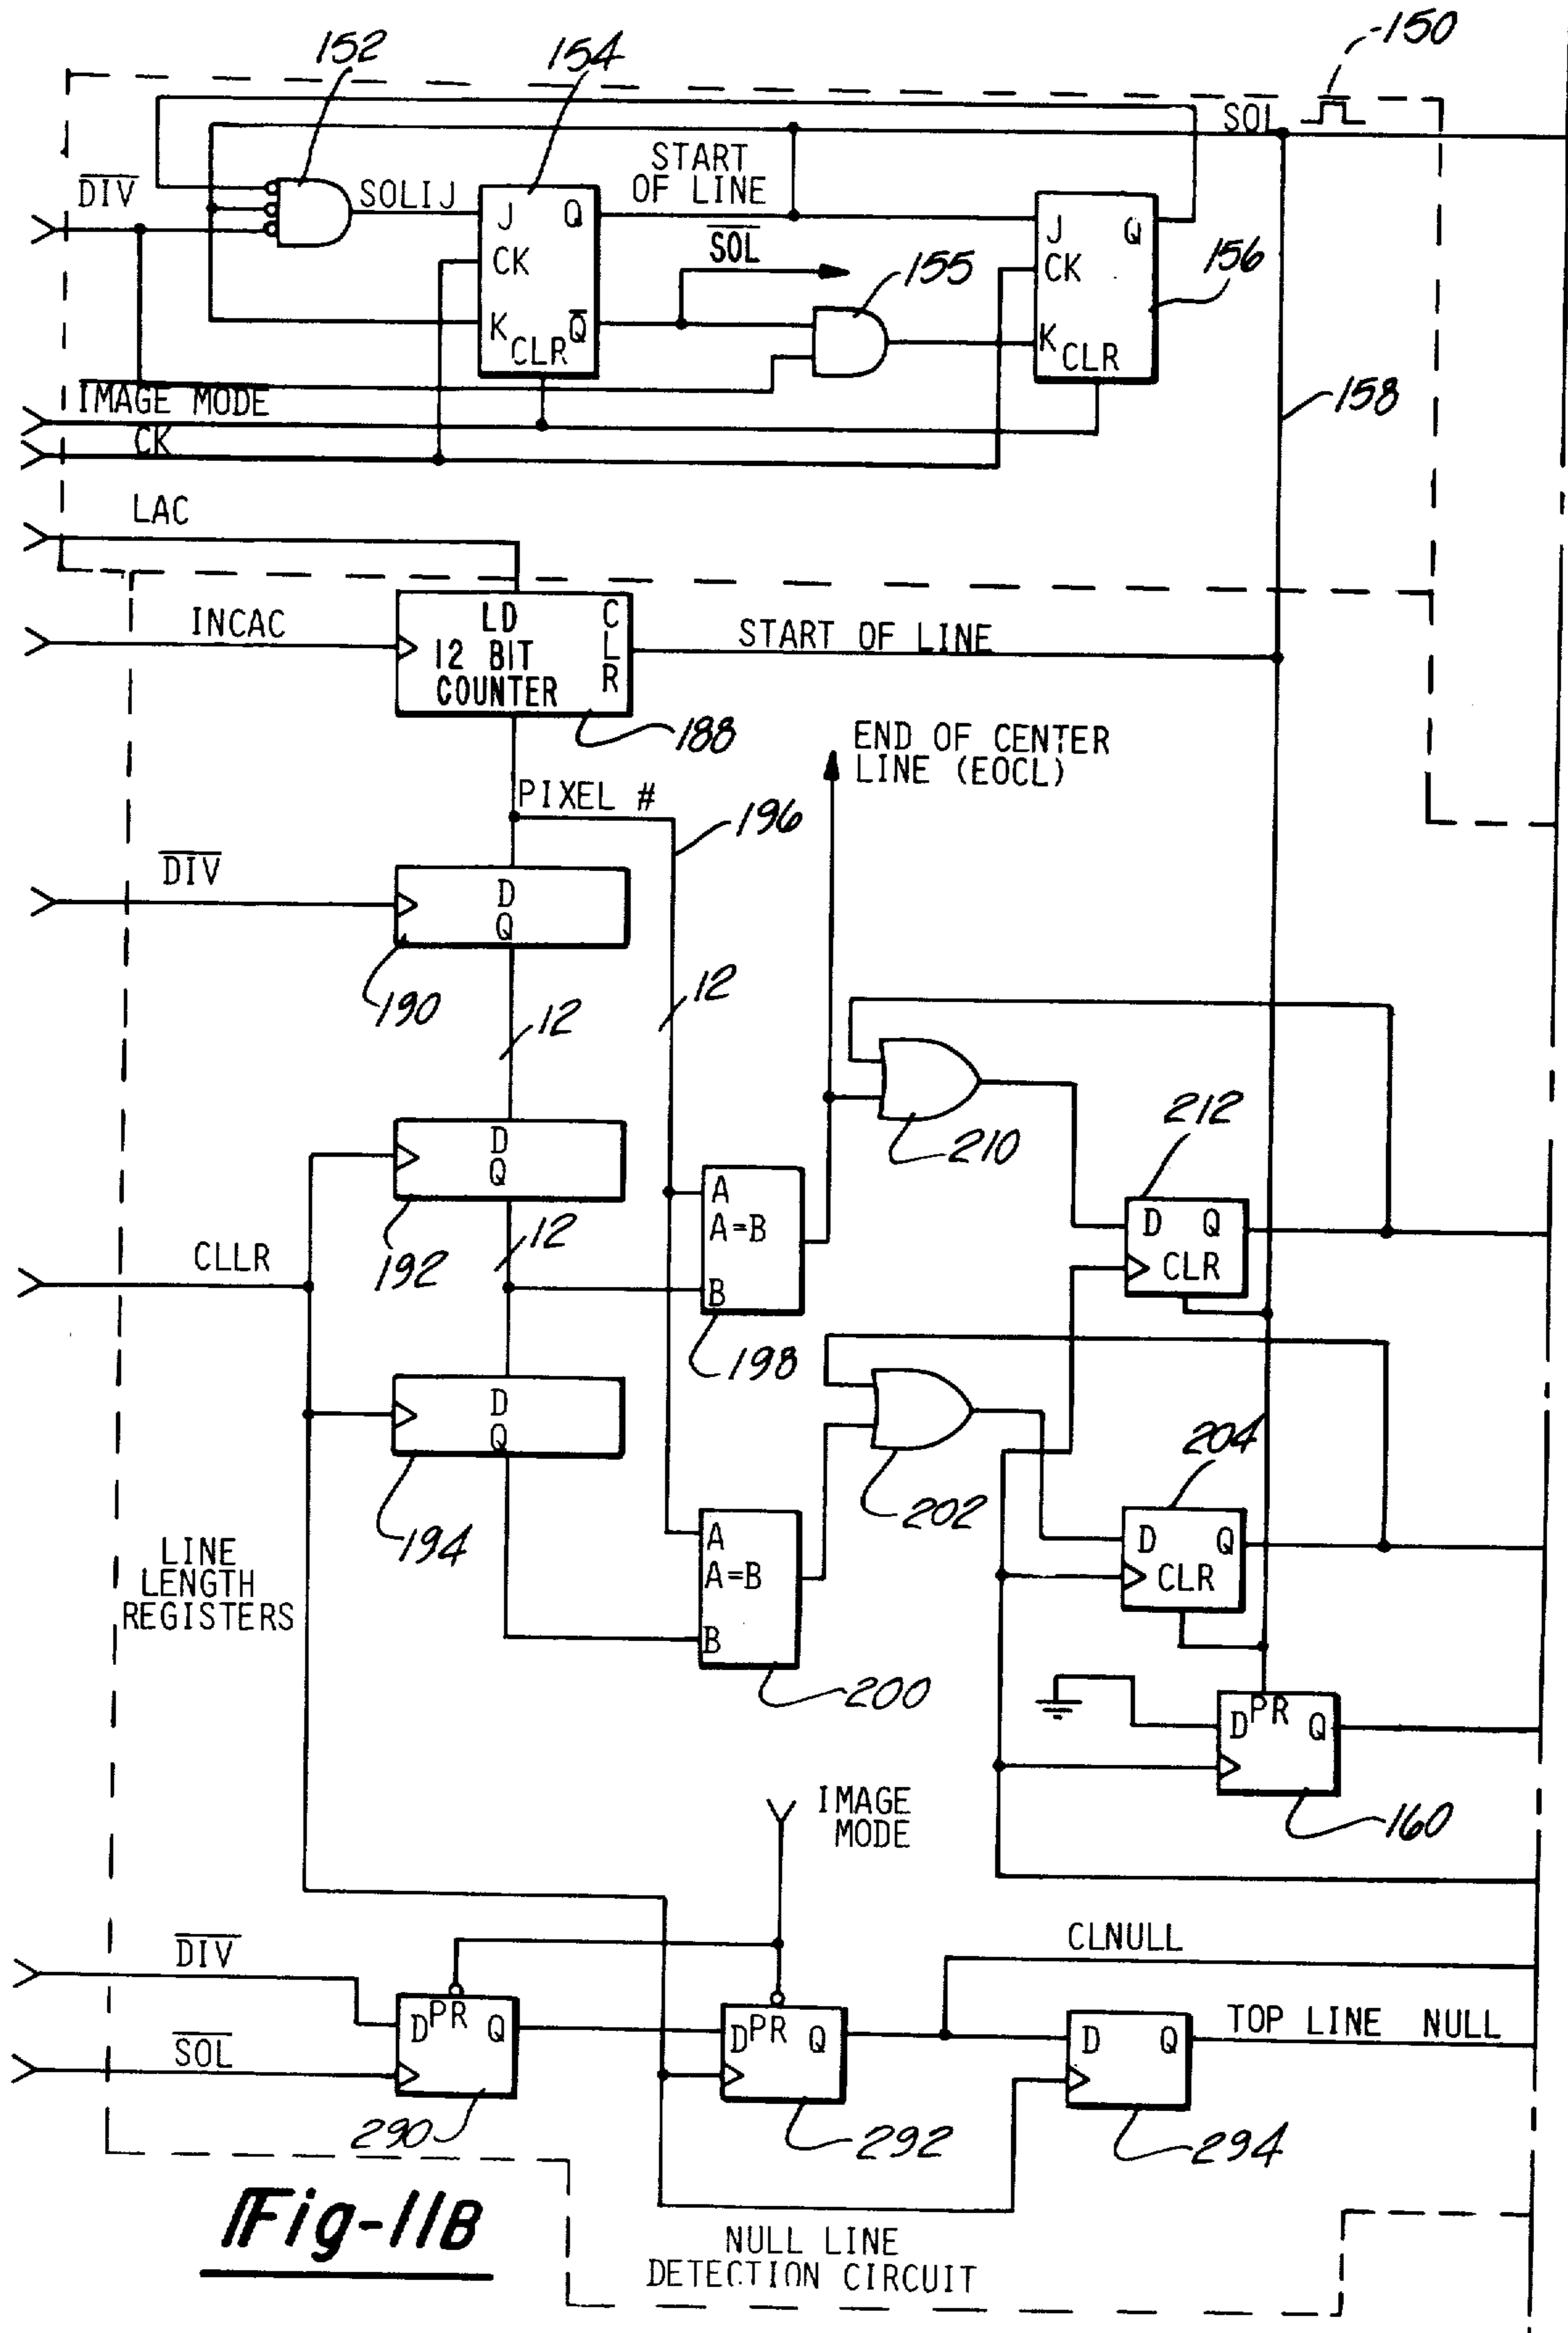 150
152
154
SOL
START
OF LINE
DIV
SOLIJ
J Q
CK
K CLR Q
SOL
155
J Q
CK
K CLR
156
IMAGE MODE
CK
158
LAC
INCAC
LD
12 BIT
COUNTER
CLR
START OF LINE
188
END OF CENTER
LINE (EOCL)
PIXEL #
196
DIV
D
Q
190
12
12
210
212
D
Q
192
12
A
A=B
B
198
D Q
CLR
CLLR
D
Q
194
202
204
D Q
CLR
LINE
LENGTH
REGISTERS
A
A=B
B
200
D PR Q
160
IMAGE
MODE
CLNULL
DIV
SOL
D PR Q
290
D PR Q
292
D Q
294
TOP LINE NULL
Fig-11B
NULL LINE
DETECTION CIRCUIT